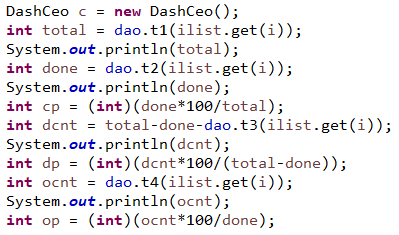 DashCeo c = new DashCeo();
int total = dao.t1(ilist.get(i));
System.out.println(total);
int done = dao.t2(ilist.get(i));
System.out.println(done);
int cp = (int)(done*100/total);
int dcnt = total-done-dao.t3(ilist.get(i));
System.out.println(dcnt);
int dp = (int)(dcnt*100/(total-done));
int ocnt = dao.t4(ilist.get(i));
System.out.println(ocnt);
int op = (int)(ocnt*100/done);